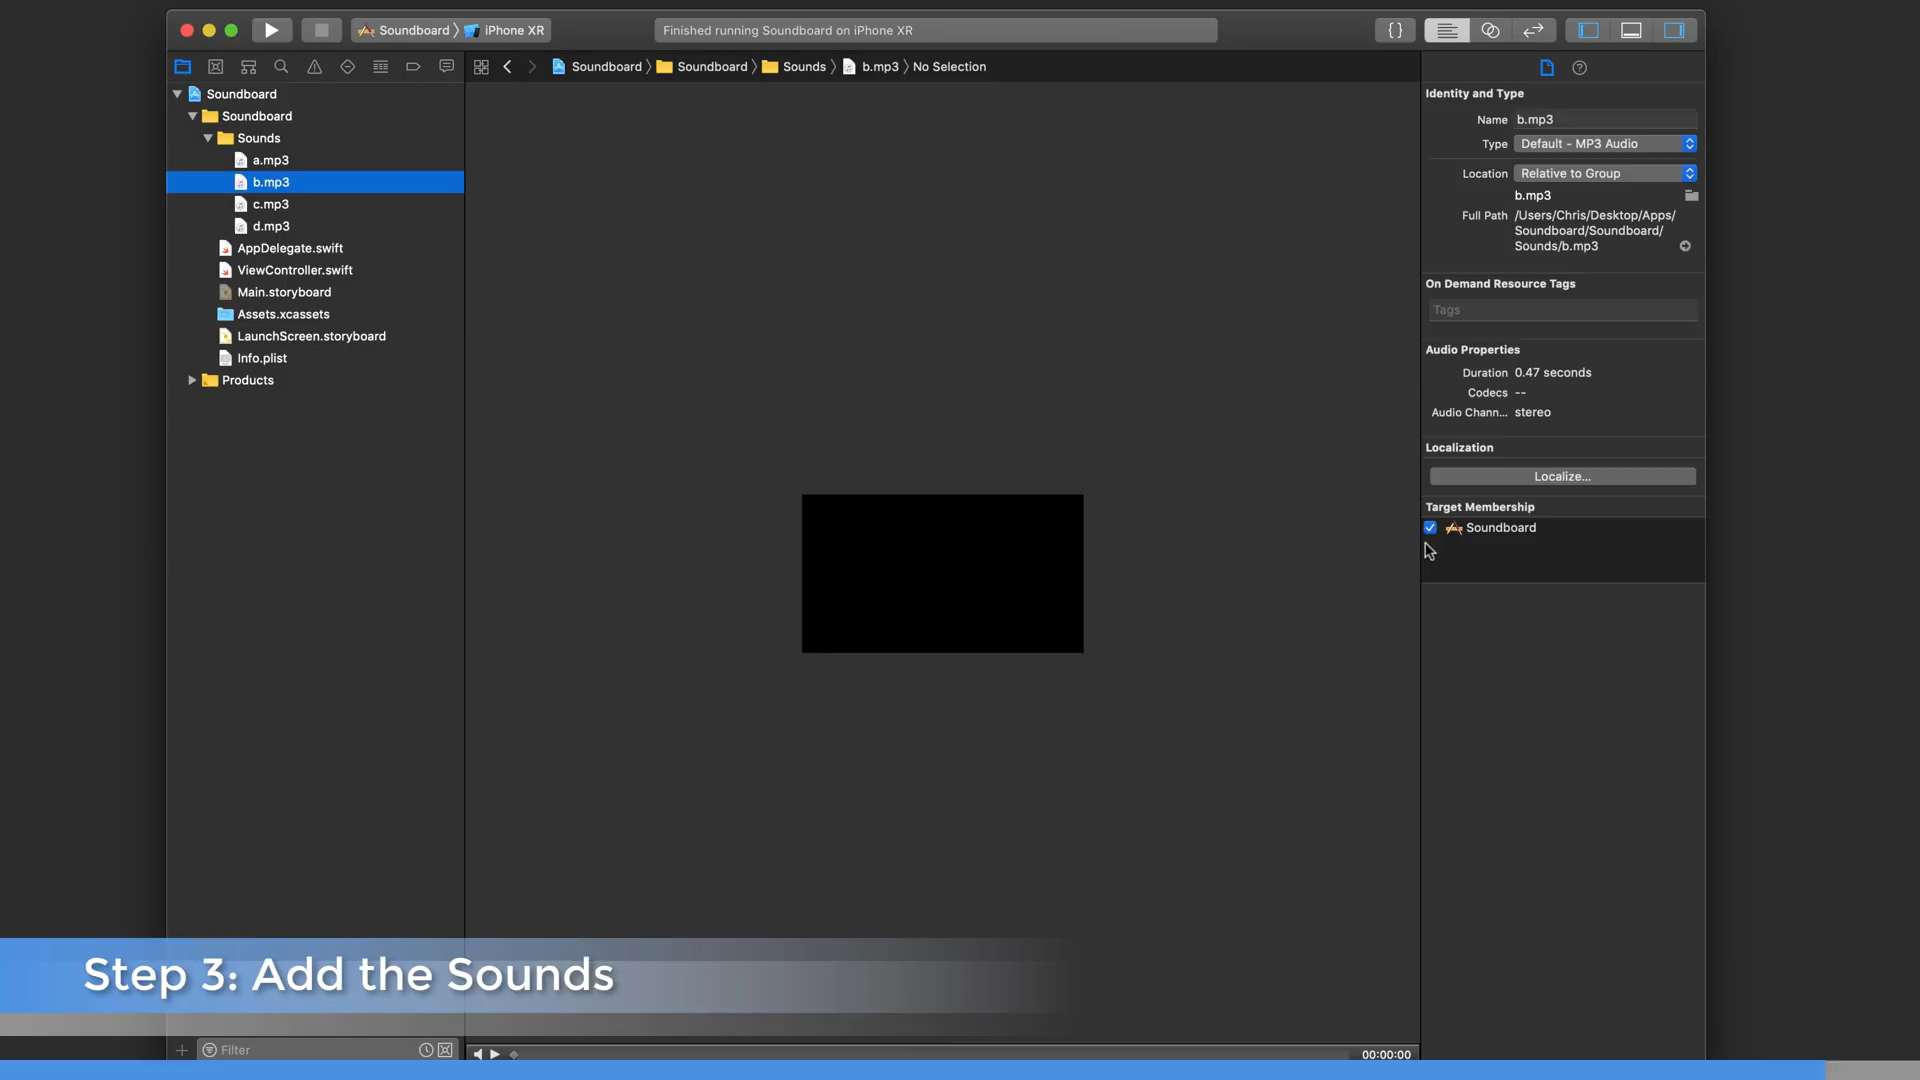 Soundboard 〉 iPhone XR
Finished running Soundboard on iPhone XR
{}
Soundboard 〉 Soundboard 〉 Sounds 〉 b.mp3 〉 No Selection
Soundboard
Soundboard
Sounds
a.mp3
b.mp3
c.mp3
d.mp3
AppDelegate.swift
ViewController.swift
Main.storyboard
Assets.xcassets
LaunchScreen.storyboard
Info.plist
Products
Identity and Type
Name b.mp3
Type Default - MP3 Audio
Location Relative to Group
b.mp3
Full Path /Users/Chris/Desktop/Apps/
Soundboard/Soundboard/
Sounds/b.mp3
On Demand Resource Tags
Tags
Audio Properties
Duration 0.47 seconds
Codecs --
Audio Chann... stereo
Localization
Localize...
Target Membership
Soundboard
Step 3: Add the Sounds
Filter
00:00:00